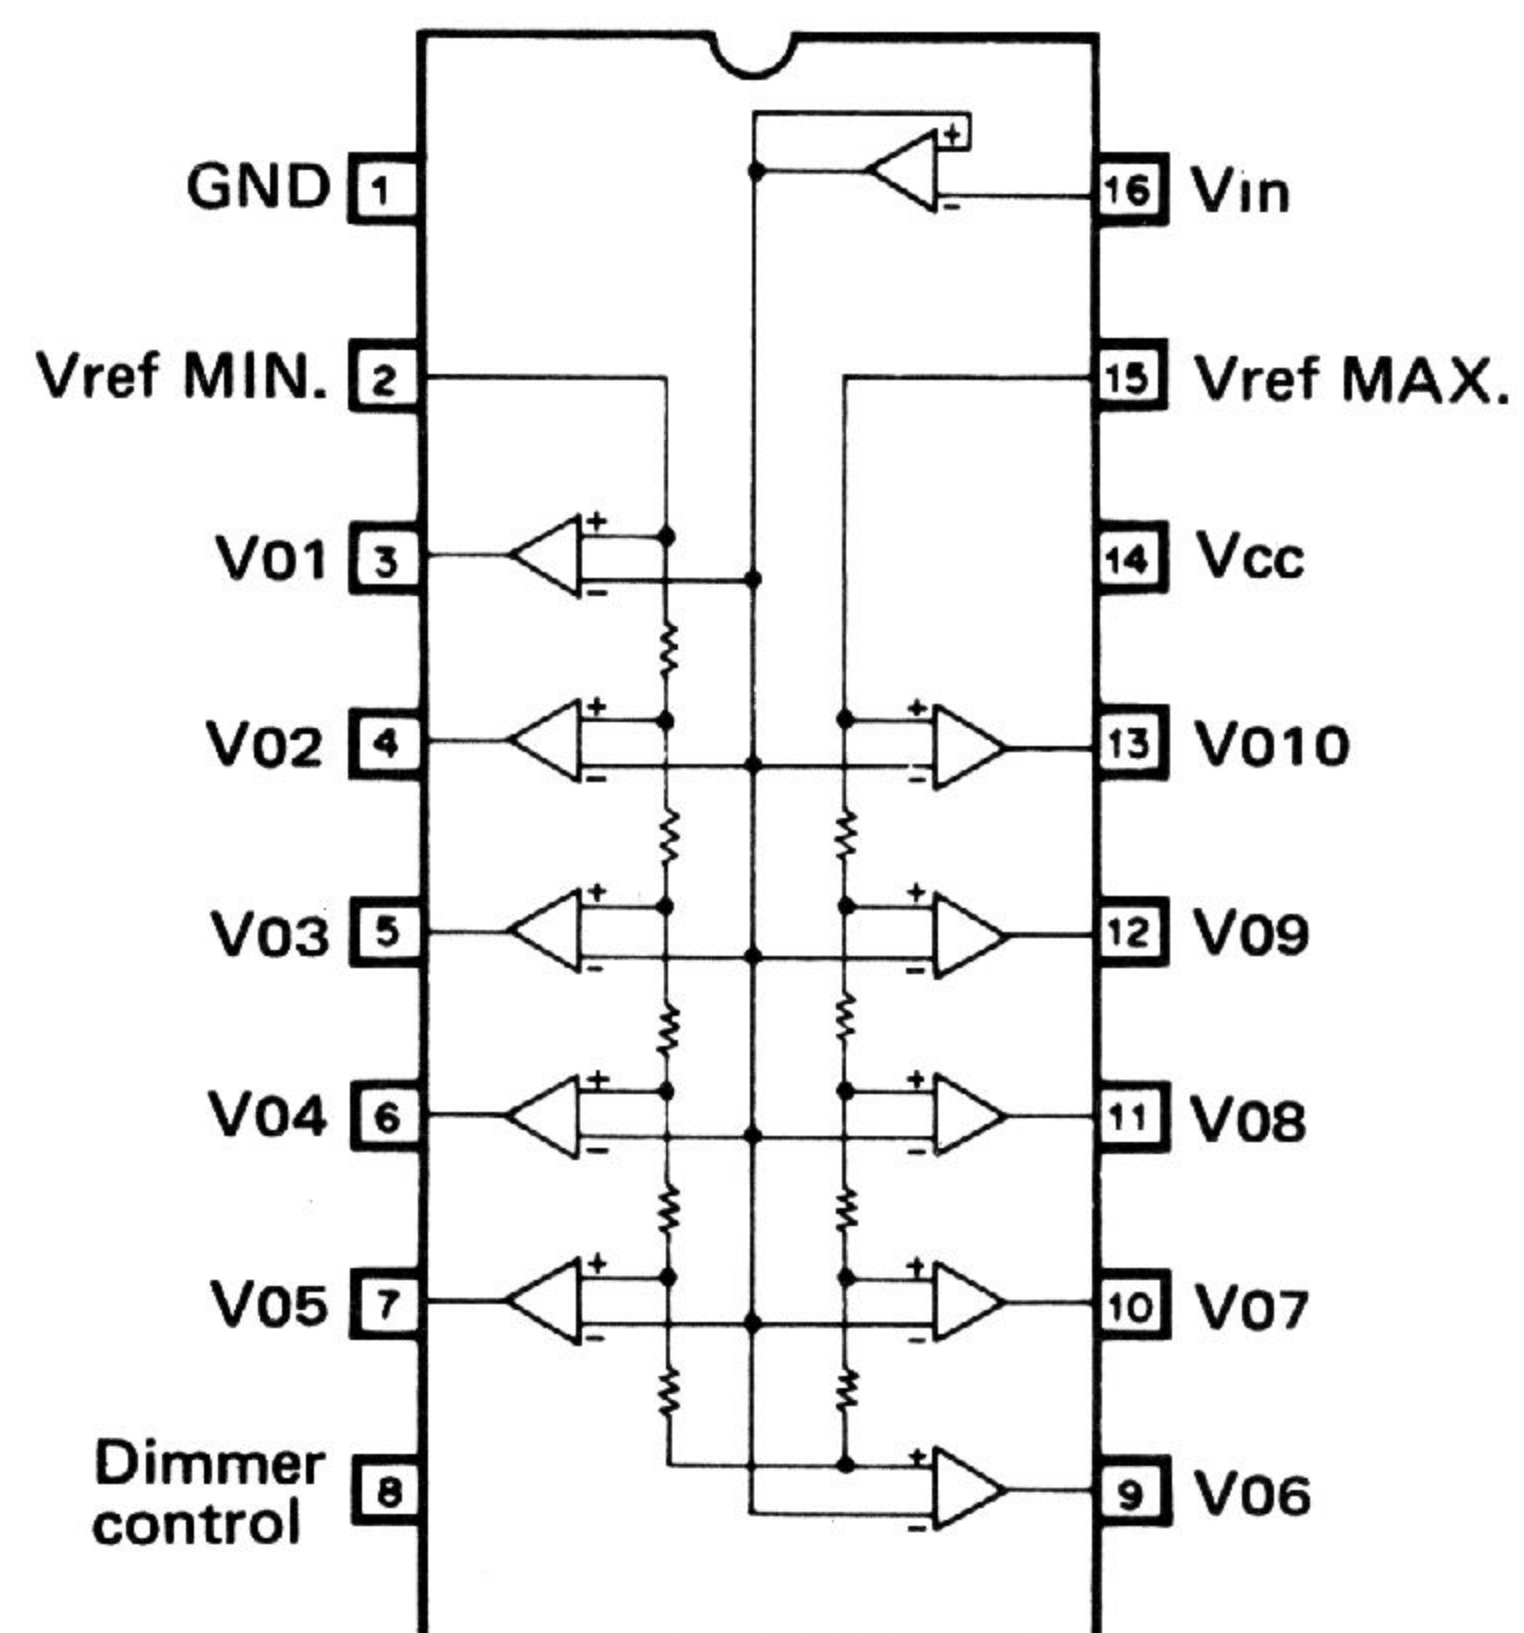 GND 1
16 Vin
Vref MIN. 2
15 Vref MAX.
V01 3
14 Vcc
V02 4
13 V010
V03 5
12 V09
V04 6
11 V08
V05 7
10 V07
Dimmer
control 8
9 V06
+
-
+
-
+
-
+
-
+
-
+
-
+
-
+
-
+
-
+
-
+
-